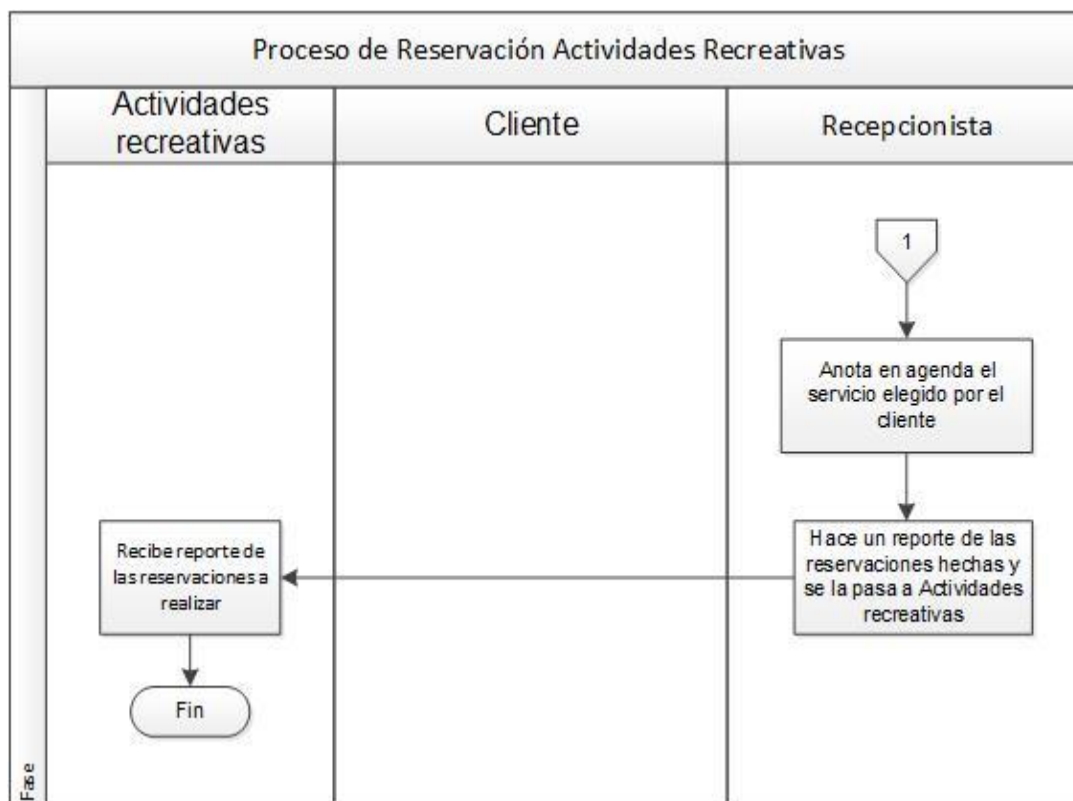 Proceso de Reservación Actividades Recreativas
Actividades
recreativas
Cliente
Recepcionista
1
Anota en agenda el
servicio elegido por el
cliente
Hace un reporte de las
reservaciones hechas y
se la pasa a Actividades
recreativas
Recibe reporte de
las reservaciones a
realizar
Fin
Fase